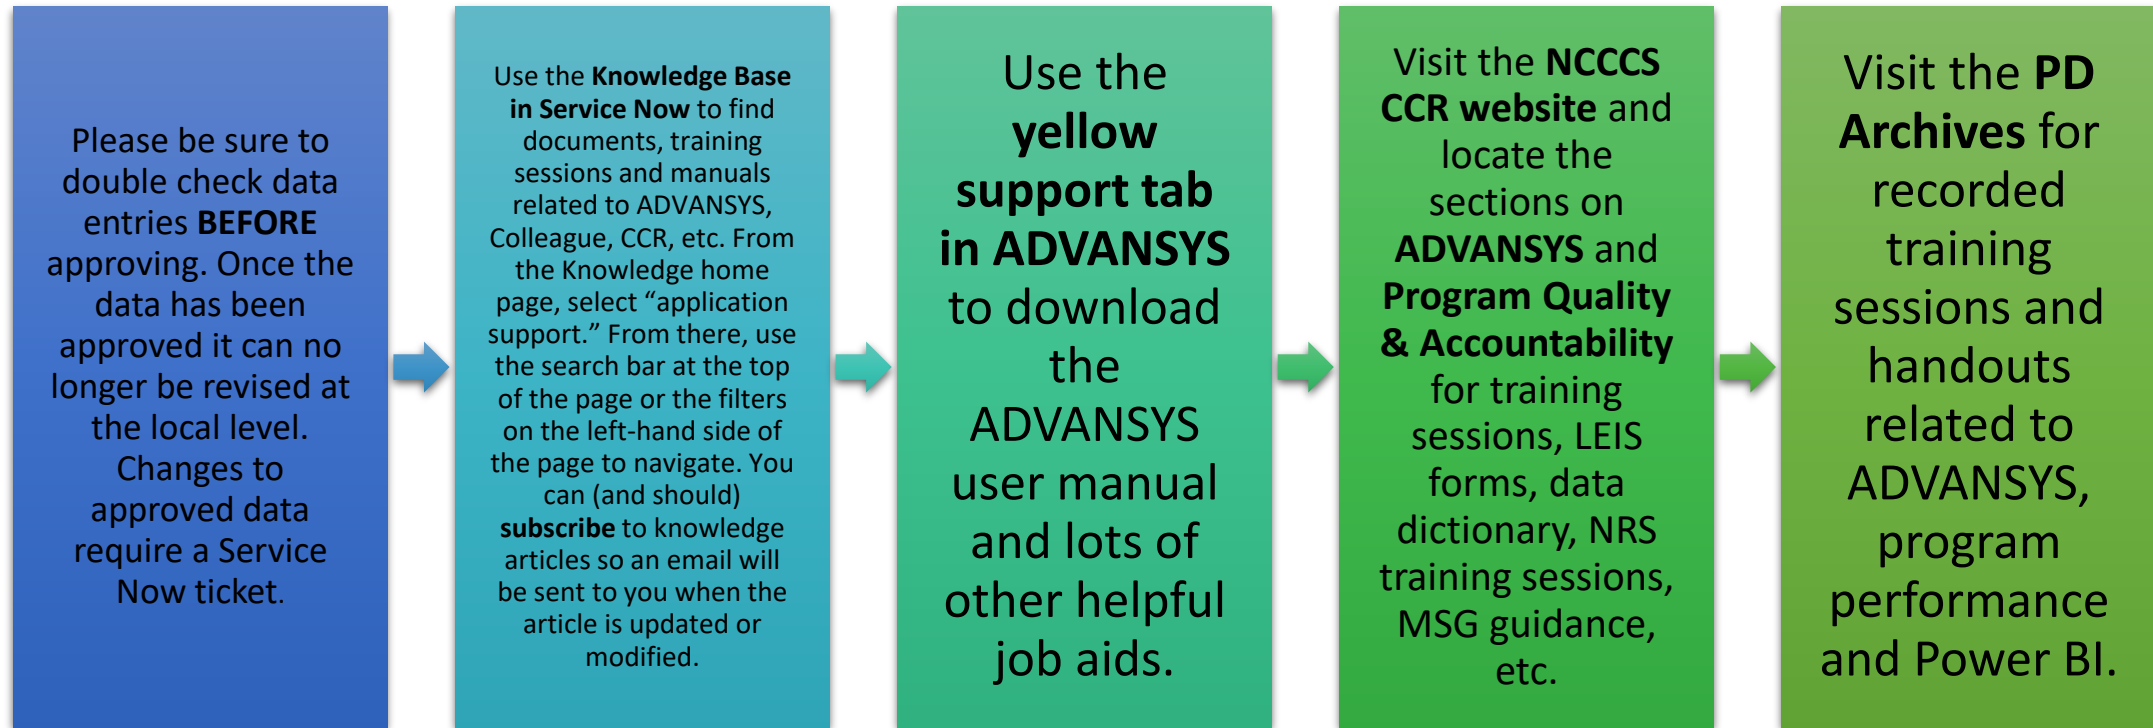 Please be sure to
double check data
entries BEFORE
approving. Once the
data has been
approved it can no
longer be revised at
the local level.
Changes to
approved data
require a Service
Now ticket.
Use the Knowledge Base
in Service Now to find
documents, training
sessions and manuals
related to ADVANSYS,
Colleague, CCR, etc. From
the Knowledge home
page, select “application
support.” From there, use
the search bar at the top
of the page or the filters
on the left-hand side of
the page to navigate. You
can (and should)
subscribe to knowledge
articles so an email will
be sent to you when the
article is updated or
modified.
Use the
yellow
support tab
in ADVANSYS
to download
the
ADVANSYS
user manual
and lots of
other helpful
job aids.
Visit the NCCCS
CCR website and
locate the
sections on
ADVANSYS and
Program Quality
& Accountability
for training
sessions, LEIS
forms, data
dictionary, NRS
training sessions,
MSG guidance,
etc.
Visit the PD
Archives for
recorded
training
sessions and
handouts
related to
ADVANSYS,
program
performance
and Power BI.